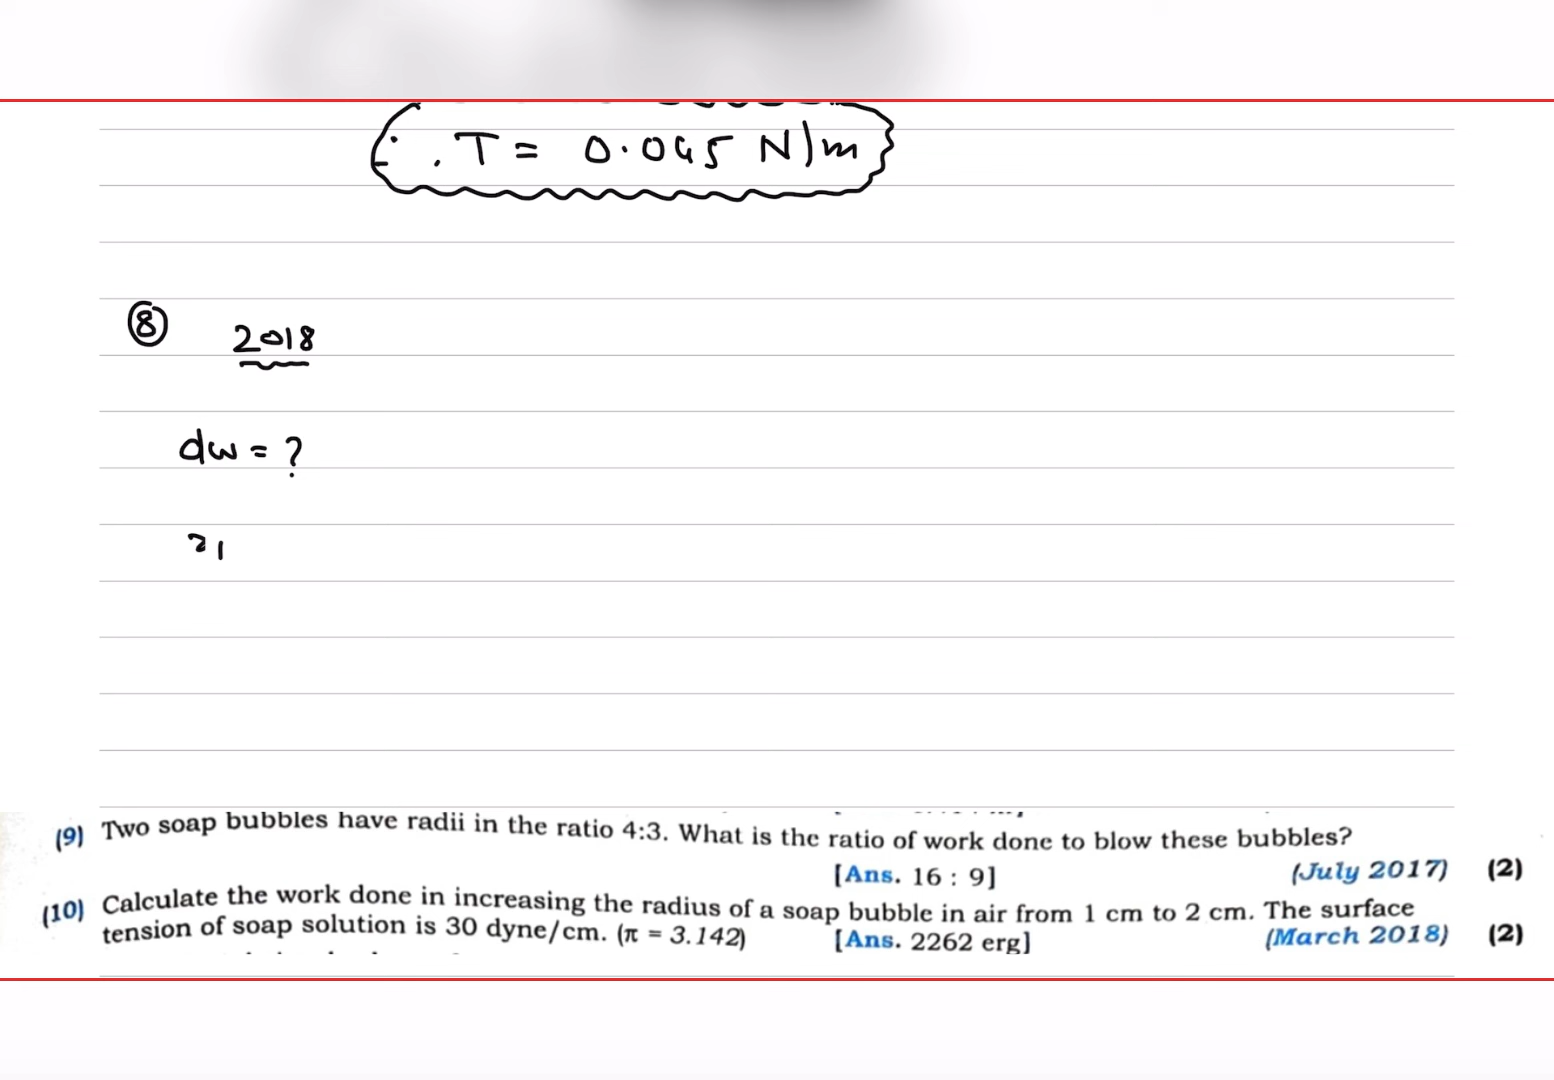 ∴ T = 0.045 N/m
⑧ 2018
dw = ?
r1
(9) Two soap bubbles have radii in the ratio 4:3. What is the ratio of work done to blow these bubbles?
[Ans. 16 : 9] (July 2017) (2)
(10) Calculate the work done in increasing the radius of a soap bubble in air from 1 cm to 2 cm. The surface
tension of soap solution is 30 dyne/cm. (π = 3.142) [Ans. 2262 erg] (March 2018) (2)